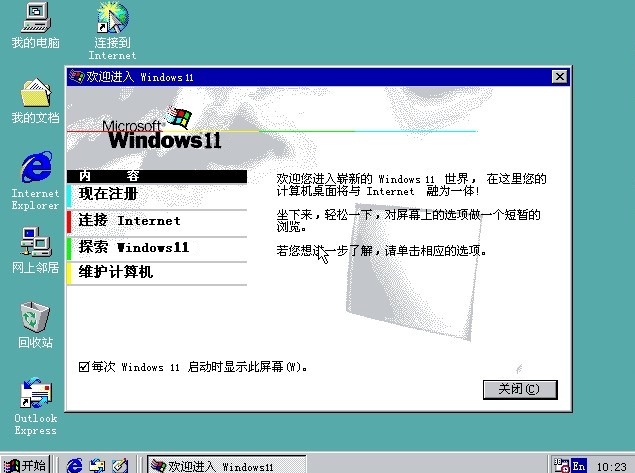 我的电脑
连接到
Internet
我的文档
Internet
Explorer
网上邻居
回收站
Outlook
Express
欢迎进入 Windows11
Microsoft
Windows11
内 容
现在注册
连接 Internet
探索 Windows11
维护计算机
欢迎您进入崭新的 Windows 11 世界，在这里您的
计算机桌面将与 Internet 融为一体!
坐下来，轻松一下，对屏幕上的选项做一个短暂的
浏览。
若您想进一步了解，请单击相应的选项。
每次 Windows 11 启动时显示此屏幕(W)。
关闭(C)
开始
欢迎进入 Windows11
En
10:23